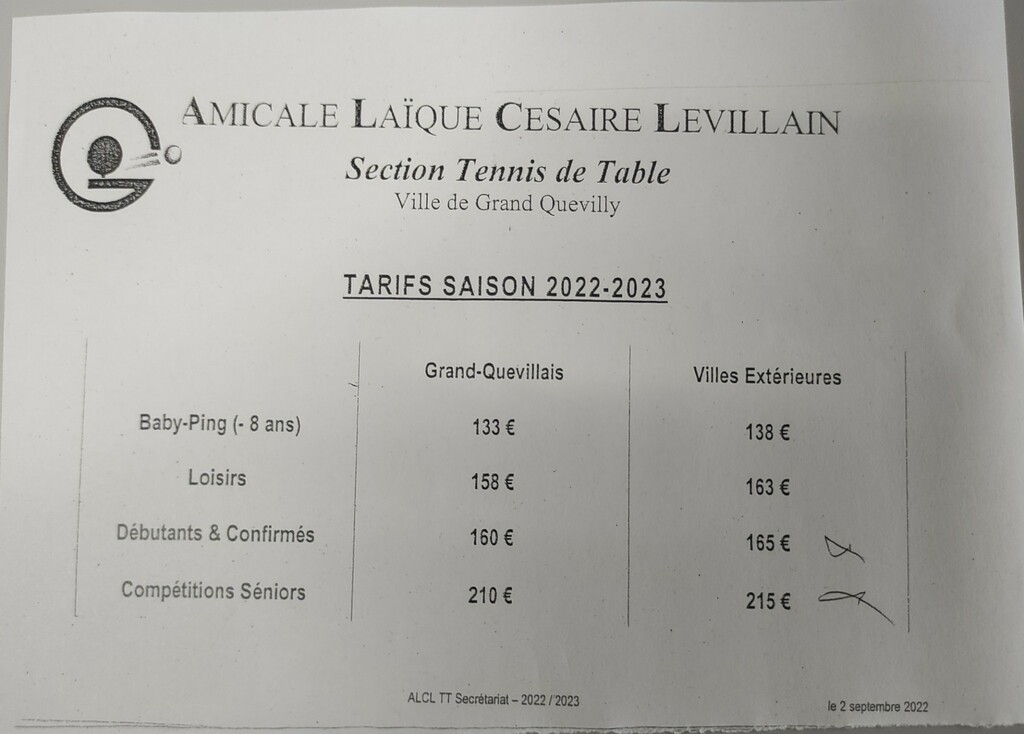 AMICALE LAÏQUE CESAIRE LEVILLAIN
Section Tennis de Table
Ville de Grand Quevilly
TARIFS SAISON 2022-2023
Grand-Quevillais Villes Extérieures
Baby-Ping (- 8 ans) 133 € 138 €
Loisirs 158 € 163 €
Débutants & Confirmés 160 € 165 €
Compétitions Séniors 210 € 215 €
ALCL TT Secrétariat – 2022 / 2023
le 2 septembre 2022